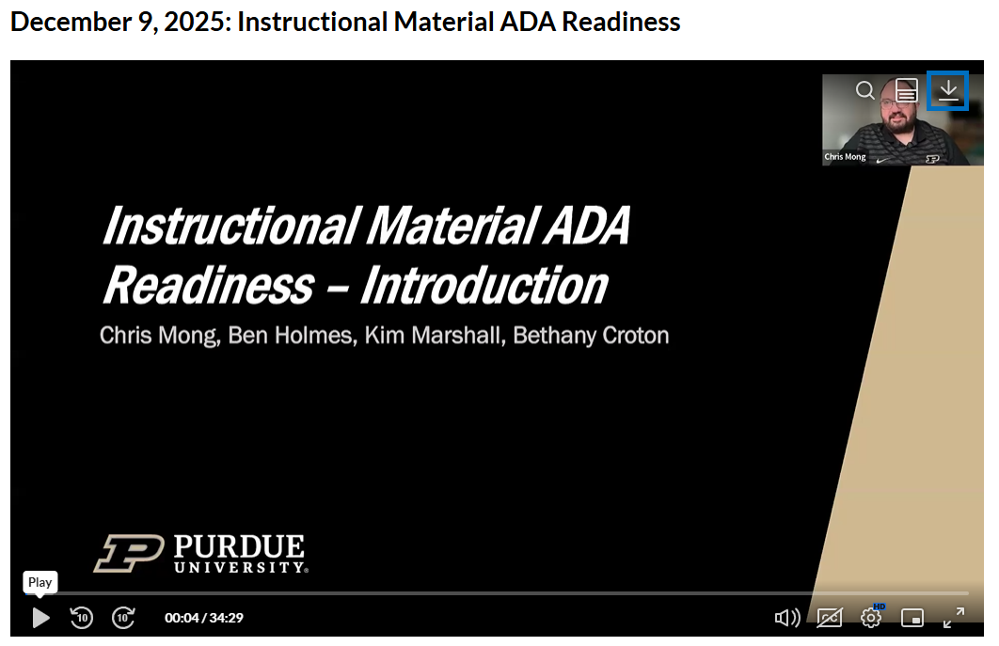 December 9, 2025: Instructional Material ADA Readiness
Chris Mong
Instructional Material ADA
Readiness – Introduction
Chris Mong, Ben Holmes, Kim Marshall, Bethany Croton
P PURDUE
UNIVERSITY®
Play
10
10
00:04 / 34:29
CC
HD